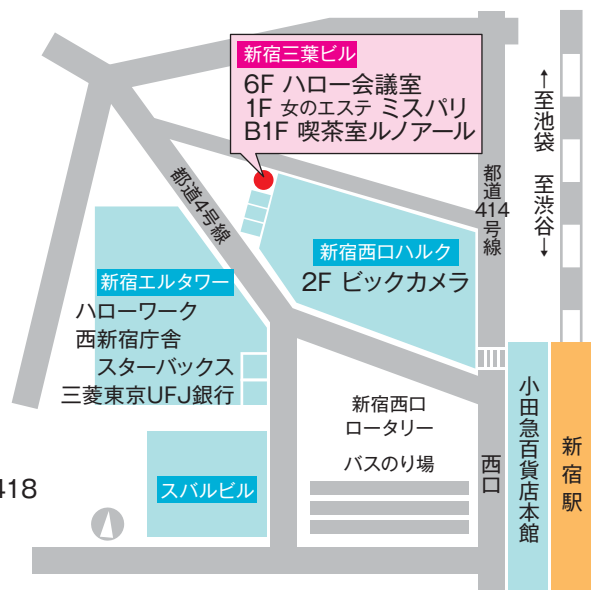 新宿三葉ビル
6F ハロー会議室
1F 女のエステ ミスパリ
B1F 喫茶室ルノアール
←至池袋 至渋谷→
都道4号線
都道414号線
新宿西口ハルク
2F ビックカメラ
新宿エルタワー
ハローワーク
西新宿庁舎
スターバックス
三菱東京UFJ銀行
新宿西口
ロータリー
バスのり場
西口
小田急百貨店本館
新宿駅
スバルビル
418